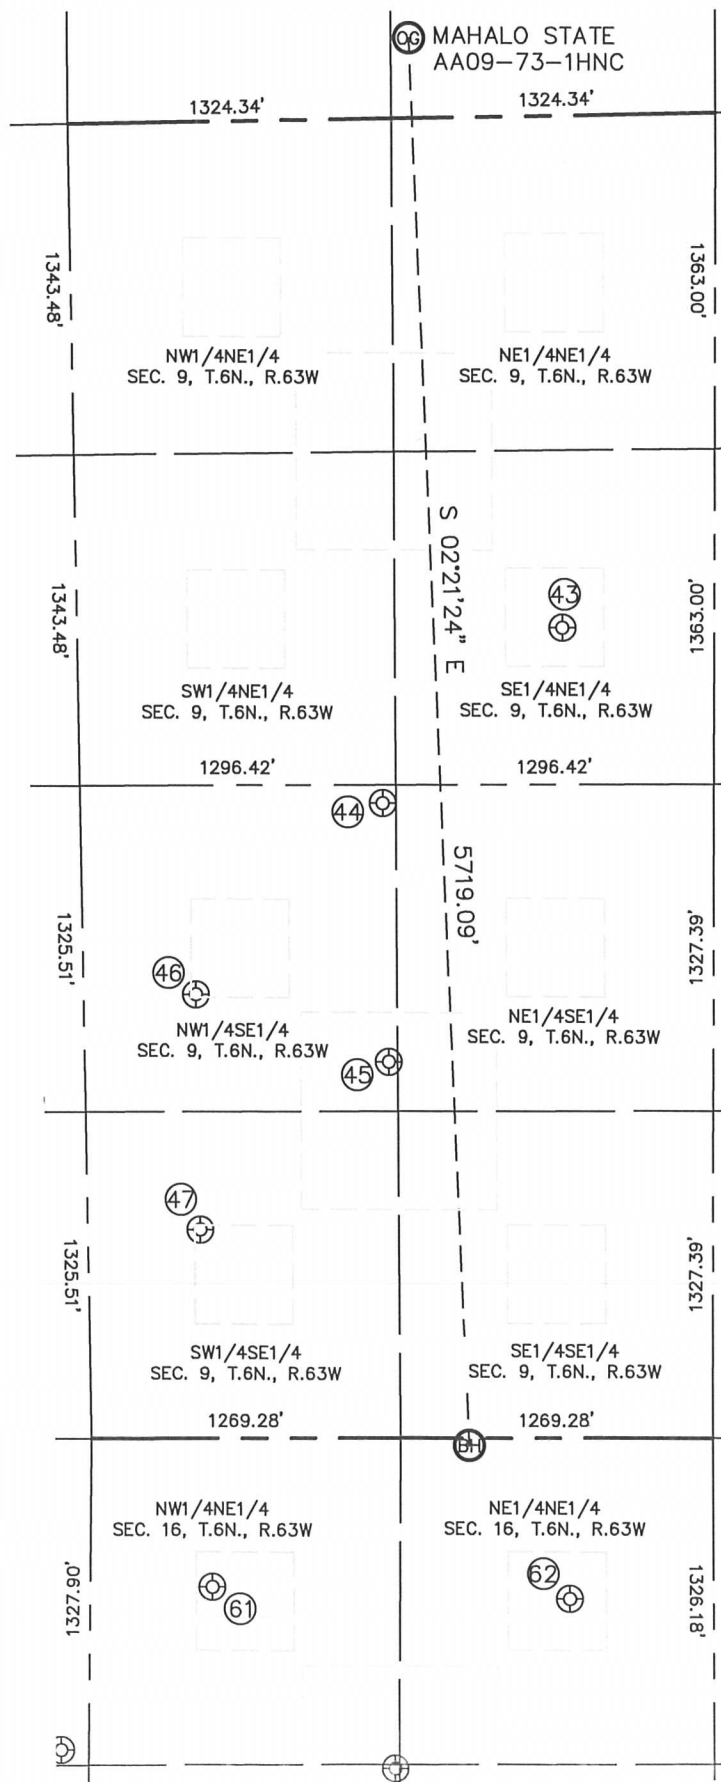 OG MAHALO STATE
AA09-73-1HNC
1324.34' 1324.34'
1343.48' 1363.00'
NW1/4NE1/4
SEC. 9, T.6N., R.63W
NE1/4NE1/4
SEC. 9, T.6N., R.63W
S 02°21'24" E
43
1343.48' 1363.00'
SW1/4NE1/4
SEC. 9, T.6N., R.63W
SE1/4NE1/4
SEC. 9, T.6N., R.63W
1296.42' 1296.42'
44
5719.09'
1325.51' 1327.39'
46
NW1/4SE1/4
SEC. 9, T.6N., R.63W
NE1/4SE1/4
SEC. 9, T.6N., R.63W
45
47
1325.51' 1327.39'
SW1/4SE1/4
SEC. 9, T.6N., R.63W
SE1/4SE1/4
SEC. 9, T.6N., R.63W
1269.28' 1269.28'
BH
NW1/4NE1/4
SEC. 16, T.6N., R.63W
NE1/4NE1/4
SEC. 16, T.6N., R.63W
62
61
1327.90' 1326.18'